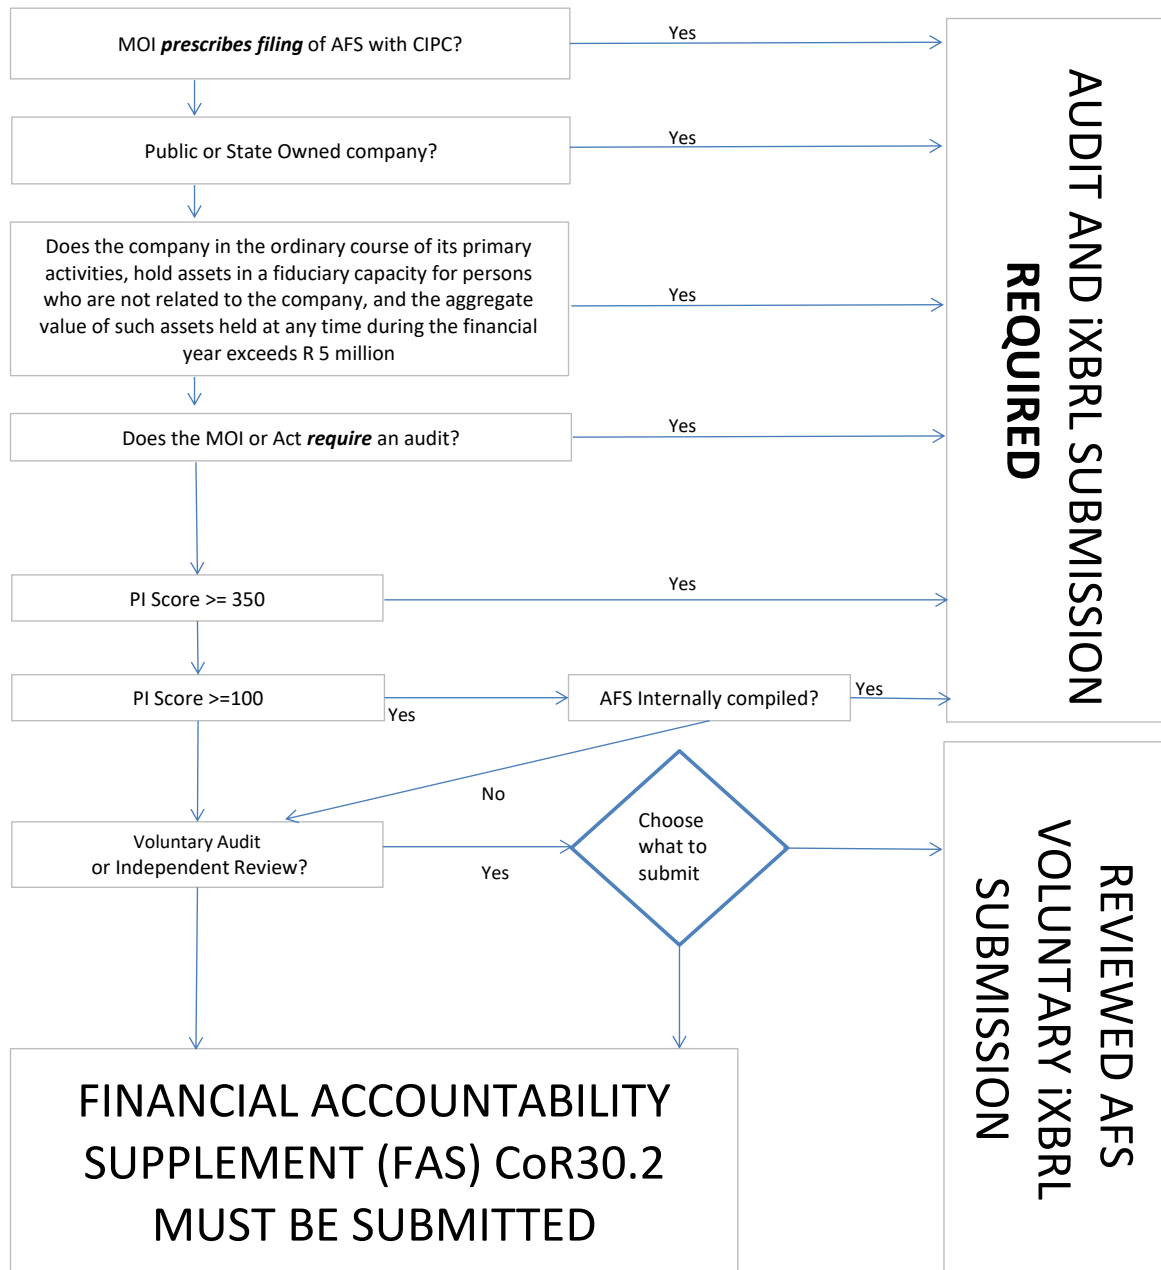 MOI prescribes filing of AFS with CIPC?
Yes
Public or State Owned company?
Yes
Does the company in the ordinary course of its primary
activities, hold assets in a fiduciary capacity for persons
who are not related to the company, and the aggregate
value of such assets held at any time during the financial
year exceeds R 5 million
Yes
Does the MOI or Act require an audit?
Yes
PI Score >= 350
Yes
AUDIT AND iXBRL SUBMISSION
REQUIRED
PI Score >=100
Yes
AFS Internally compiled?
Yes
No
Voluntary Audit
or Independent Review?
Yes
Choose
what to
submit
REVIEWED AFS
VOLUNTARY iXBRL
SUBMISSION
FINANCIAL ACCOUNTABILITY
SUPPLEMENT (FAS) CoR30.2
MUST BE SUBMITTED